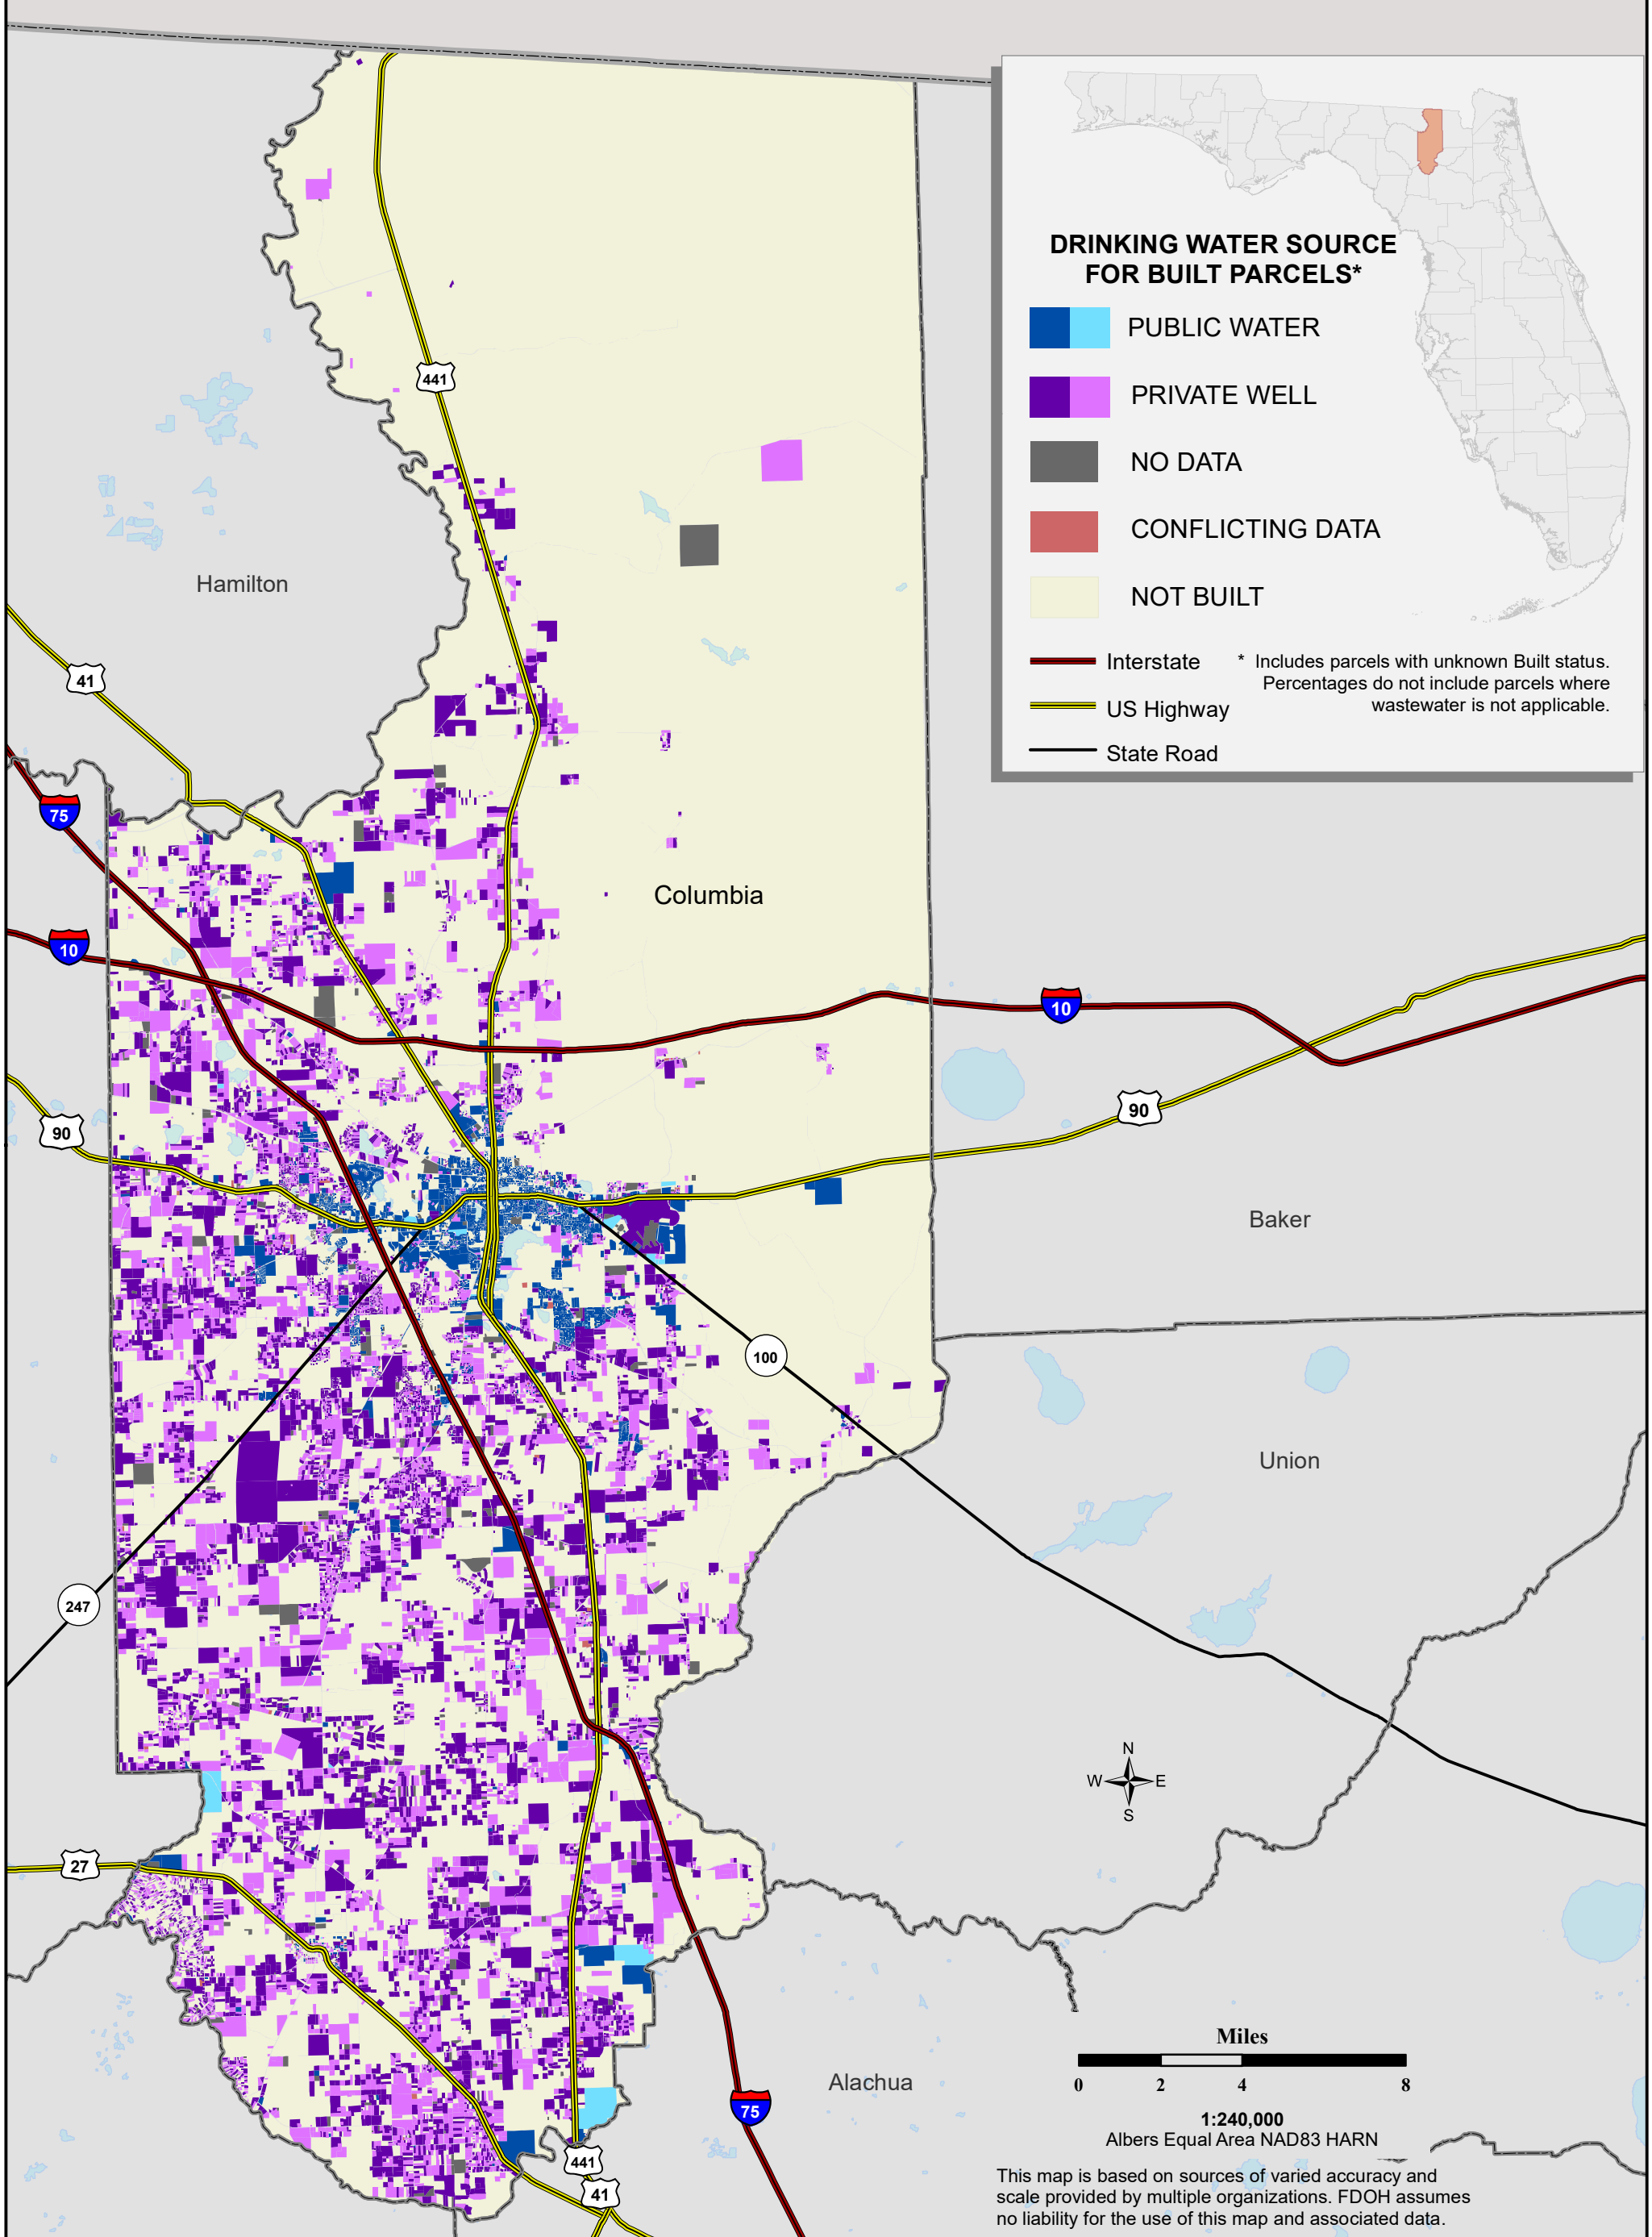 DRINKING WATER SOURCE
FOR BUILT PARCELS*
PUBLIC WATER
PRIVATE WELL
NO DATA
CONFLICTING DATA
NOT BUILT
Interstate
US Highway
State Road
* Includes parcels with unknown Built status.
Percentages do not include parcels where
wastewater is not applicable.
441
Hamilton
41
75
Columbia
10
10
90
90
Baker
100
Union
247
N
W E
S
27
Miles
0 2 4 8
1:240,000
Albers Equal Area NAD83 HARN
Alachua
75
441
41
This map is based on sources of varied accuracy and
scale provided by multiple organizations. FDOH assumes
no liability for the use of this map and associated data.